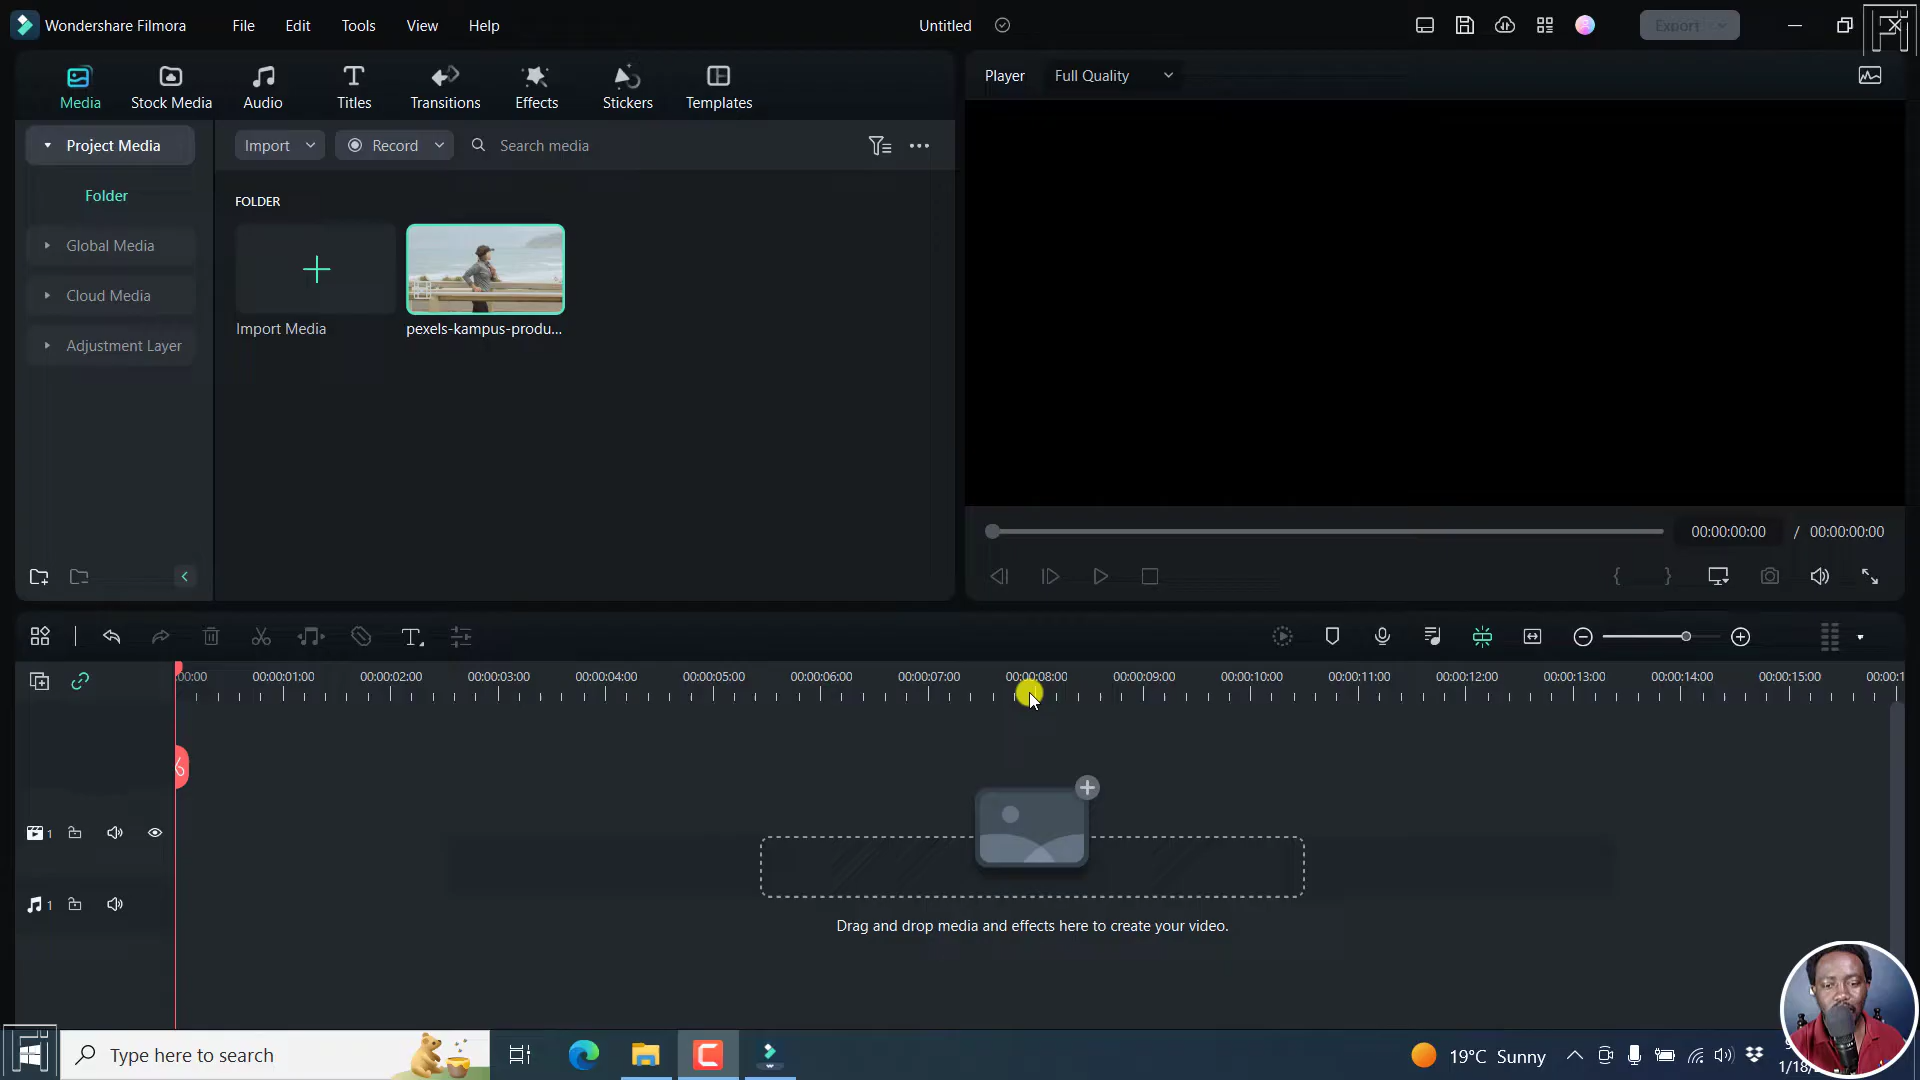 Wondershare Filmora
File
Edit
Tools
View
Help
Untitled
Export
Media
Stock Media
Audio
Titles
Transitions
Effects
Stickers
Templates
Player
Full Quality
Project Media
Import
Record
Search media
Folder
FOLDER
Global Media
Cloud Media
Adjustment Layer
Import Media
pexels-kampus-produ...
00:00:00:00 / 00:00:00:00
:00:00
00:00:01:00
00:00:02:00
00:00:03:00
00:00:04:00
00:00:05:00
00:00:06:00
00:00:07:00
00:00:08:00
00:00:09:00
00:00:10:00
00:00:11:00
00:00:12:00
00:00:13:00
00:00:14:00
00:00:15:00
00:00:1
1
1
Drag and drop media and effects here to create your video.
Type here to search
19°C Sunny
1/18/